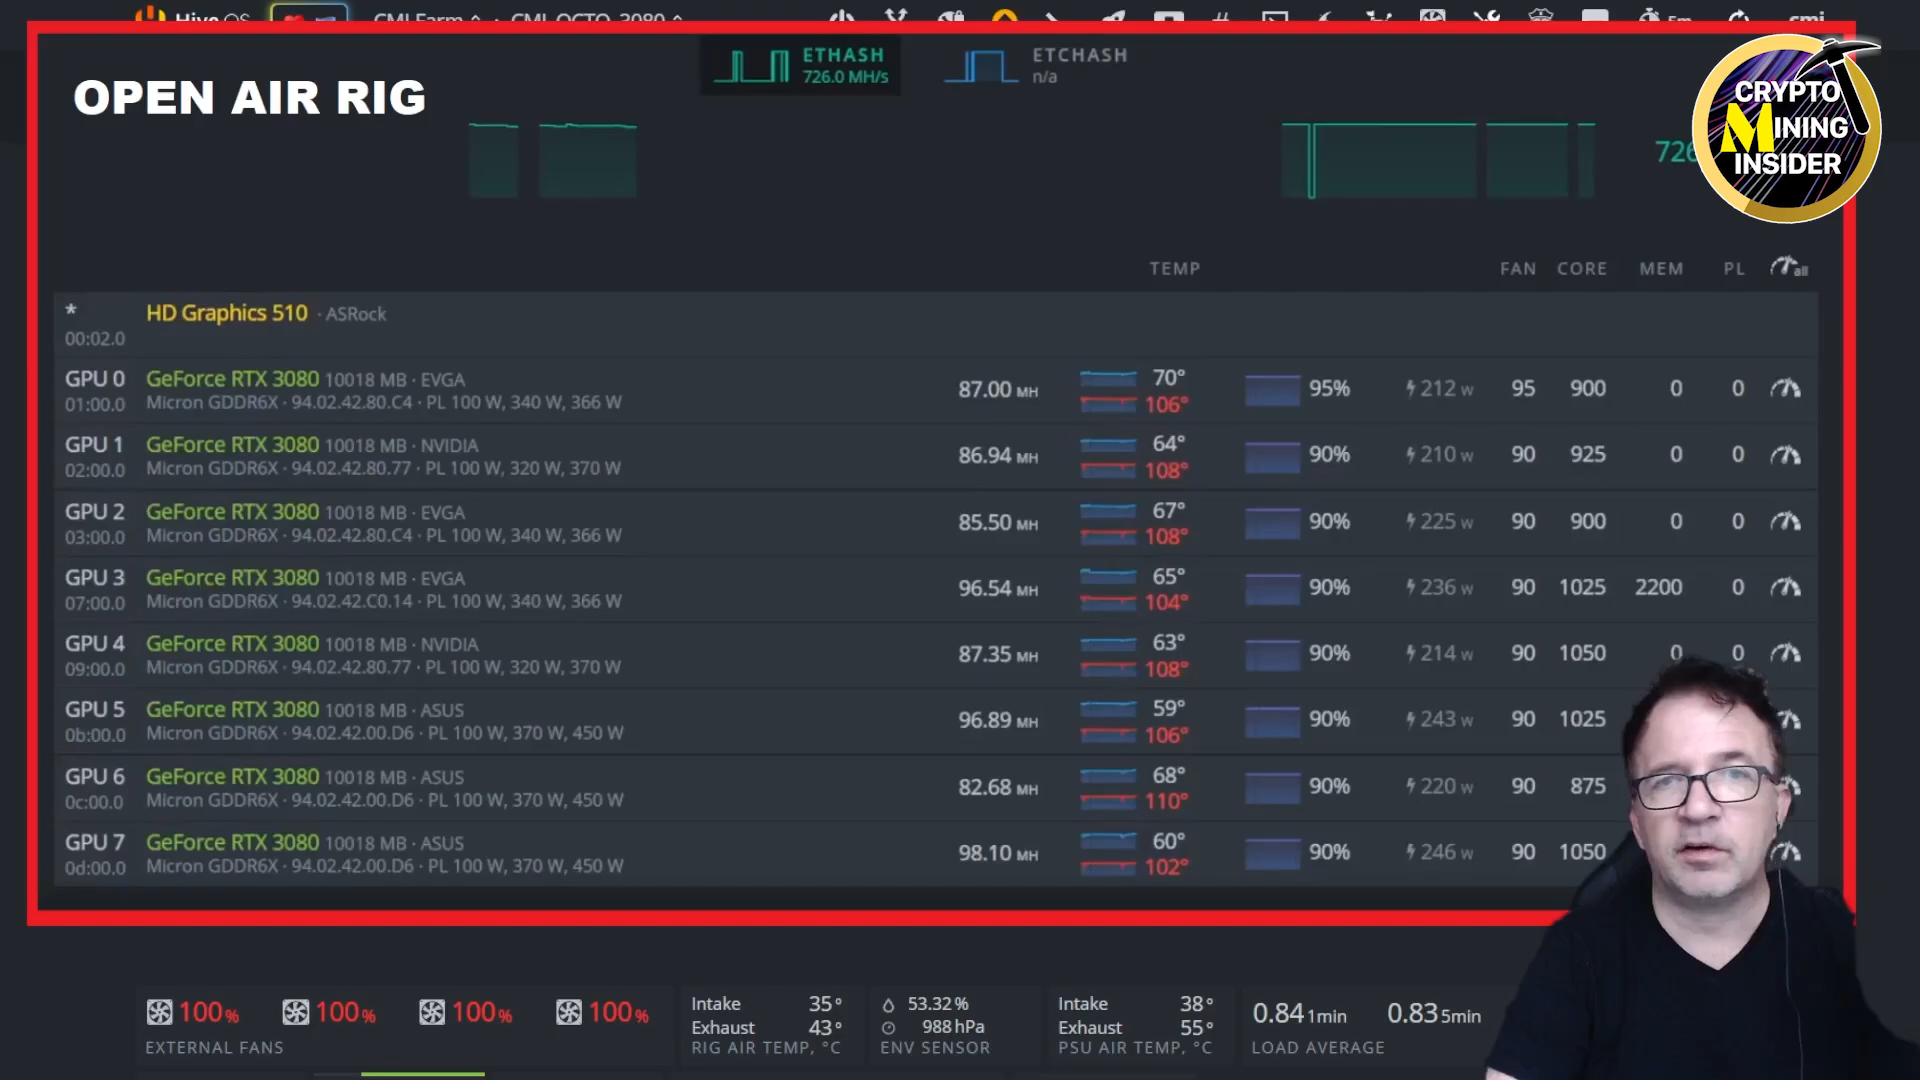 CMI Farm
CMI_OCTO_3080
5m
cmi
OPEN AIR RIG
ETHASH
726.0 MH/s
ETCHASH
n/a
726
CRYPTO
MINING
INSIDER
TEMP FAN CORE MEM PL all
* HD Graphics 510 · ASRock
00:02.0
GPU 0 GeForce RTX 3080 10018 MB · EVGA 87.00 MH 70° 95% 212 W 95 900 0 0
01:00.0 Micron GDDR6X · 94.02.42.80.C4 · PL 100 W, 340 W, 366 W 106°
GPU 1 GeForce RTX 3080 10018 MB · NVIDIA 86.94 MH 64° 90% 210 W 90 925 0 0
02:00.0 Micron GDDR6X · 94.02.42.80.77 · PL 100 W, 320 W, 370 W 108°
GPU 2 GeForce RTX 3080 10018 MB · EVGA 85.50 MH 67° 90% 225 W 90 900 0 0
03:00.0 Micron GDDR6X · 94.02.42.80.C4 · PL 100 W, 340 W, 366 W 108°
GPU 3 GeForce RTX 3080 10018 MB · EVGA 96.54 MH 65° 90% 236 W 90 1025 2200 0
07:00.0 Micron GDDR6X · 94.02.42.C0.14 · PL 100 W, 340 W, 366 W 104°
GPU 4 GeForce RTX 3080 10018 MB · NVIDIA 87.35 MH 63° 90% 214 W 90 1050 0 0
09:00.0 Micron GDDR6X · 94.02.42.80.77 · PL 100 W, 320 W, 370 W 108°
GPU 5 GeForce RTX 3080 10018 MB · ASUS 96.89 MH 59° 90% 243 W 90 1025
0b:00.0 Micron GDDR6X · 94.02.42.00.D6 · PL 100 W, 370 W, 450 W 106°
GPU 6 GeForce RTX 3080 10018 MB · ASUS 82.68 MH 68° 90% 220 W 90 875
0c:00.0 Micron GDDR6X · 94.02.42.00.D6 · PL 100 W, 370 W, 450 W 110°
GPU 7 GeForce RTX 3080 10018 MB · ASUS 98.10 MH 60° 90% 246 W 90 1050
0d:00.0 Micron GDDR6X · 94.02.42.00.D6 · PL 100 W, 370 W, 450 W 102°
100% 100% 100% 100%
EXTERNAL FANS
Intake 35°
Exhaust 43°
RIG AIR TEMP, °C
53.32 %
988 hPa
ENV SENSOR
Intake 38°
Exhaust 55°
PSU AIR TEMP, °C
0.84 1min 0.83 5min
LOAD AVERAGE